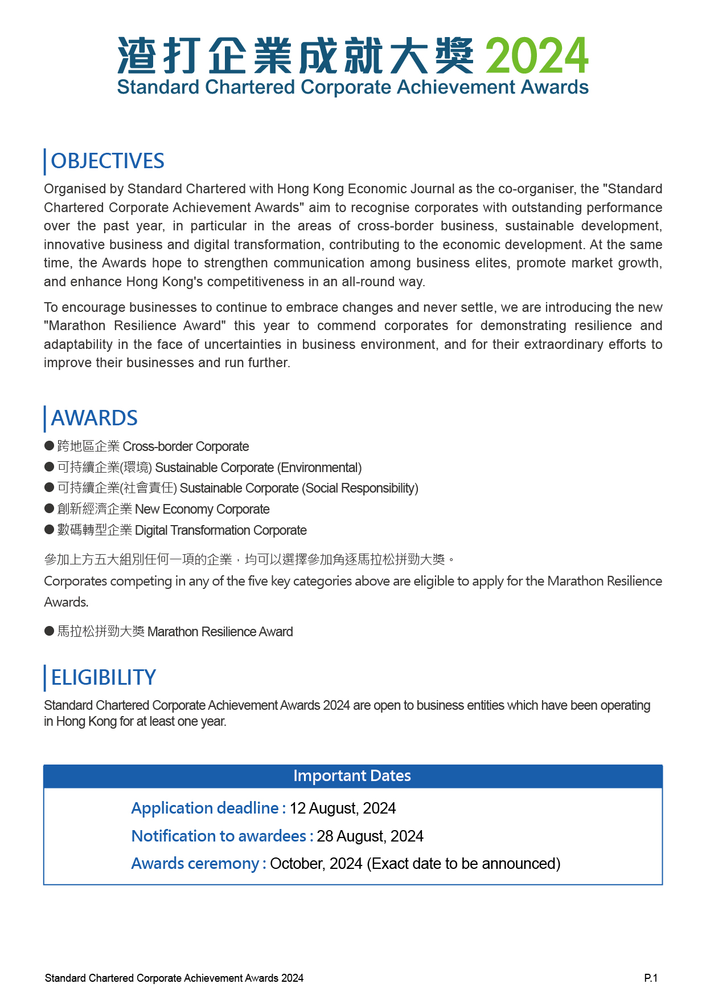 渣打企業成就大獎 2024
Standard Chartered Corporate Achievement Awards
OBJECTIVES
Organised by Standard Chartered with Hong Kong Economic Journal as the co-organiser, the "Standard
Chartered Corporate Achievement Awards" aim to recognise corporates with outstanding performance
over the past year, in particular in the areas of cross-border business, sustainable development,
innovative business and digital transformation, contributing to the economic development. At the same
time, the Awards hope to strengthen communication among business elites, promote market growth,
and enhance Hong Kong's competitiveness in an all-round way.
To encourage businesses to continue to embrace changes and never settle, we are introducing the new
"Marathon Resilience Award" this year to commend corporates for demonstrating resilience and
adaptability in the face of uncertainties in business environment, and for their extraordinary efforts to
improve their businesses and run further.
AWARDS
● 跨地區企業 Cross-border Corporate
● 可持續企業(環境) Sustainable Corporate (Environmental)
● 可持續企業(社會責任) Sustainable Corporate (Social Responsibility)
● 創新經濟企業 New Economy Corporate
● 數碼轉型企業 Digital Transformation Corporate
參加上方五大組別任何一項的企業，均可以選擇參加角逐馬拉松拼勁大獎。
Corporates competing in any of the five key categories above are eligible to apply for the Marathon Resilience
Awards.
● 馬拉松拼勁大獎 Marathon Resilience Award
ELIGIBILITY
Standard Chartered Corporate Achievement Awards 2024 are open to business entities which have been operating
in Hong Kong for at least one year.
Important Dates
Application deadline : 12 August, 2024
Notification to awardees : 28 August, 2024
Awards ceremony : October, 2024 (Exact date to be announced)
Standard Chartered Corporate Achievement Awards 2024
P.1